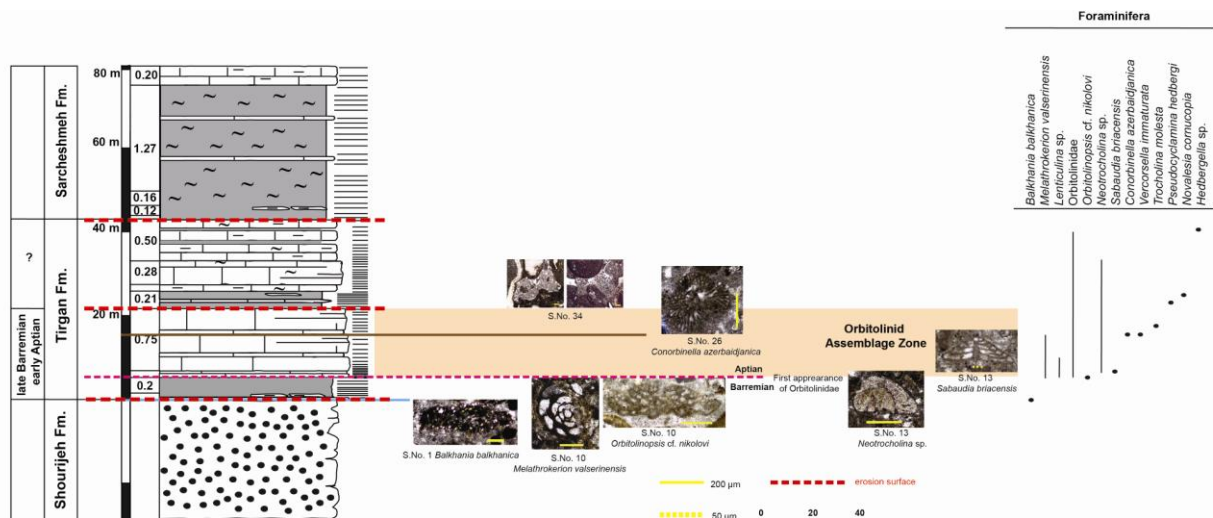 Foraminifera
Balkhania balkhanica
Melathrokerion valserinensis
Lenticulina sp.
Orbitolinidae
Orbitolinopsis cf. nikolovi
Neotrocholina sp.
Sabaudia briacensis
Conorbinella azerbaidjanica
Vercorsella immaturata
Trocholina molesta
Pseudocyclamina hedbergi
Novalesia cornucopia
Hedbergella sp.
Sarcheshmeh Fm.
80 m
0.20
60 m
1.27
0.16
0.12
?
Tirgan Fm.
40 m
0.50
0.28
0.21
late Barremian
early Aptian
20 m
0.75
0.2
Shourijeh Fm.
S.No. 34
S.No. 26
Conorbinella azerbaidjanica
Orbitolinid
Assemblage Zone
S.No. 13
Sabaudia briacensis
Aptian
Barremian
First appearance
of Orbitolinidae
S.No. 13
Neotrocholina sp.
S.No. 1 Balkhania balkhanica
S.No. 10
Melathrokerion valserinensis
S.No. 10
Orbitolinopsis cf. nikolovi
200 µm
erosion surface
50 µm
0 20 40